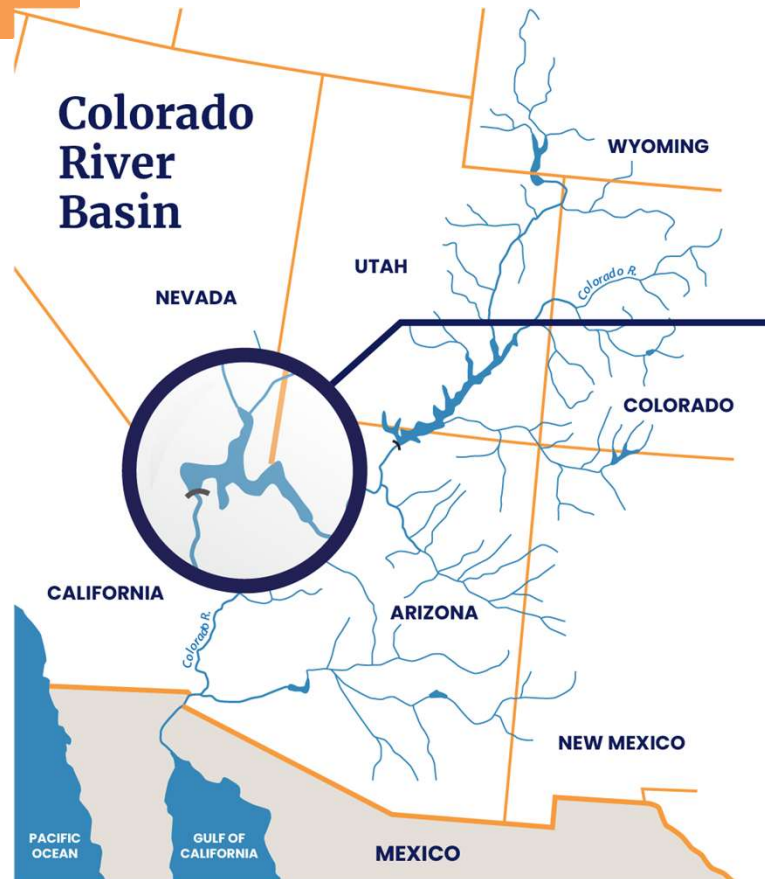 Colorado
River
Basin
WYOMING
UTAH
Colorado R.
NEVADA
COLORADO
CALIFORNIA
ARIZONA
Colorado R.
NEW MEXICO
PACIFIC
OCEAN
GULF OF
CALIFORNIA
MEXICO